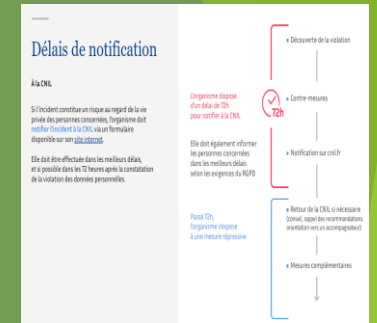 Délais de notification
À la CNIL
Si l'incident constitue un risque au regard de la vie
privée des personnes concernées, l'organisme doit
notifier l'incident à la CNIL via un formulaire
disponible sur son site internet.
Elle doit être effectuée dans les meilleurs délais,
et si possible dans les 72 heures après la constatation
de la violation des données personnelles.
L'organisme dispose
d'un délai de 72h
pour notifier à la CNIL
Elle doit également informer
les personnes concernées
dans les meilleurs délais
selon les exigences du RGPD
Passé 72h,
l'organisme s'expose
à une mesure répressive
72h
• Découverte de la violation
• Contre-mesures
• Notification sur cnil.fr
• Retour de la CNIL si nécessaire
(conseil, rappel des recommandations
orientation vers un accompagnateur)
• Mesures complémentaires